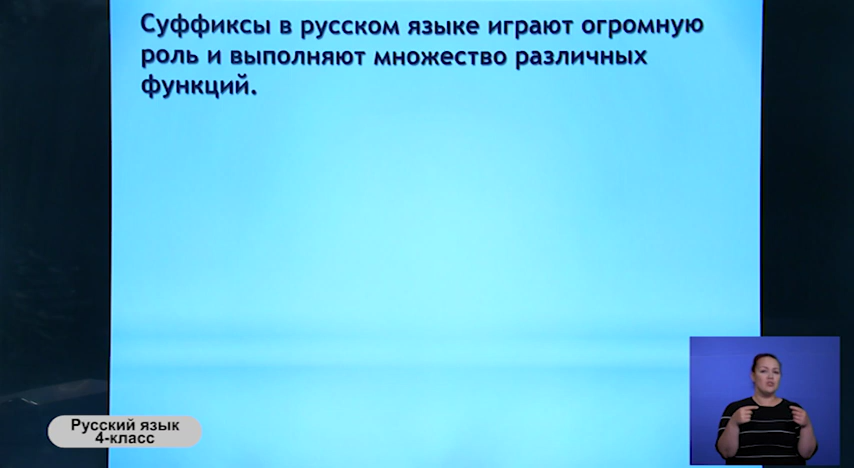 Суффиксы в русском языке играют огромную
роль и выполняют множество различных
функций.
Русский язык
4-класс